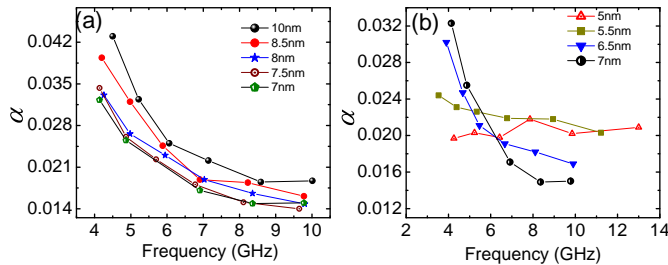 (a)
α
0.042
0.035
0.028
0.021
0.014
4 5 6 7 8 9 10
Frequency (GHz)
10nm
8.5nm
8nm
7.5nm
7nm
(b)
α
0.032
0.028
0.024
0.020
0.016
0.012
2 4 6 8 10 12 14
Frequency (GHz)
5nm
5.5nm
6.5nm
7nm